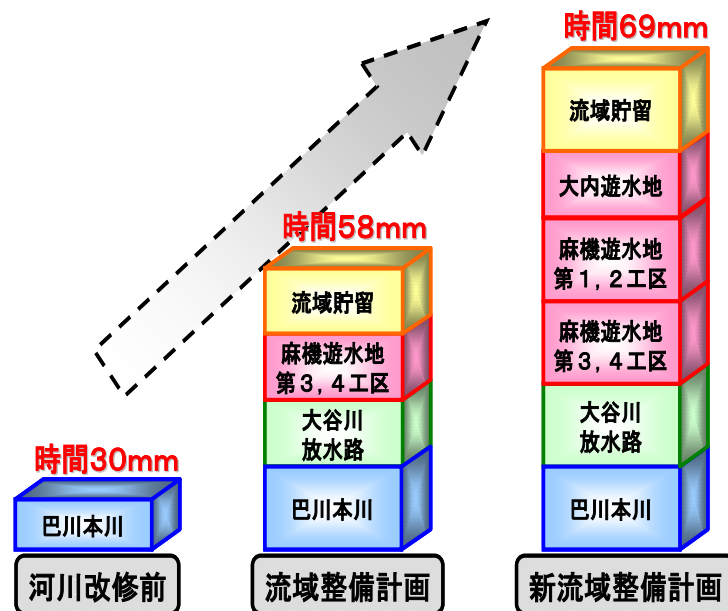 時間30mm
巴川本川
河川改修前
時間58mm
流域貯留
麻機遊水地
第3,4工区
大谷川
放水路
巴川本川
流域整備計画
時間69mm
流域貯留
大内遊水地
麻機遊水地
第1,2工区
麻機遊水地
第3,4工区
大谷川
放水路
巴川本川
新流域整備計画